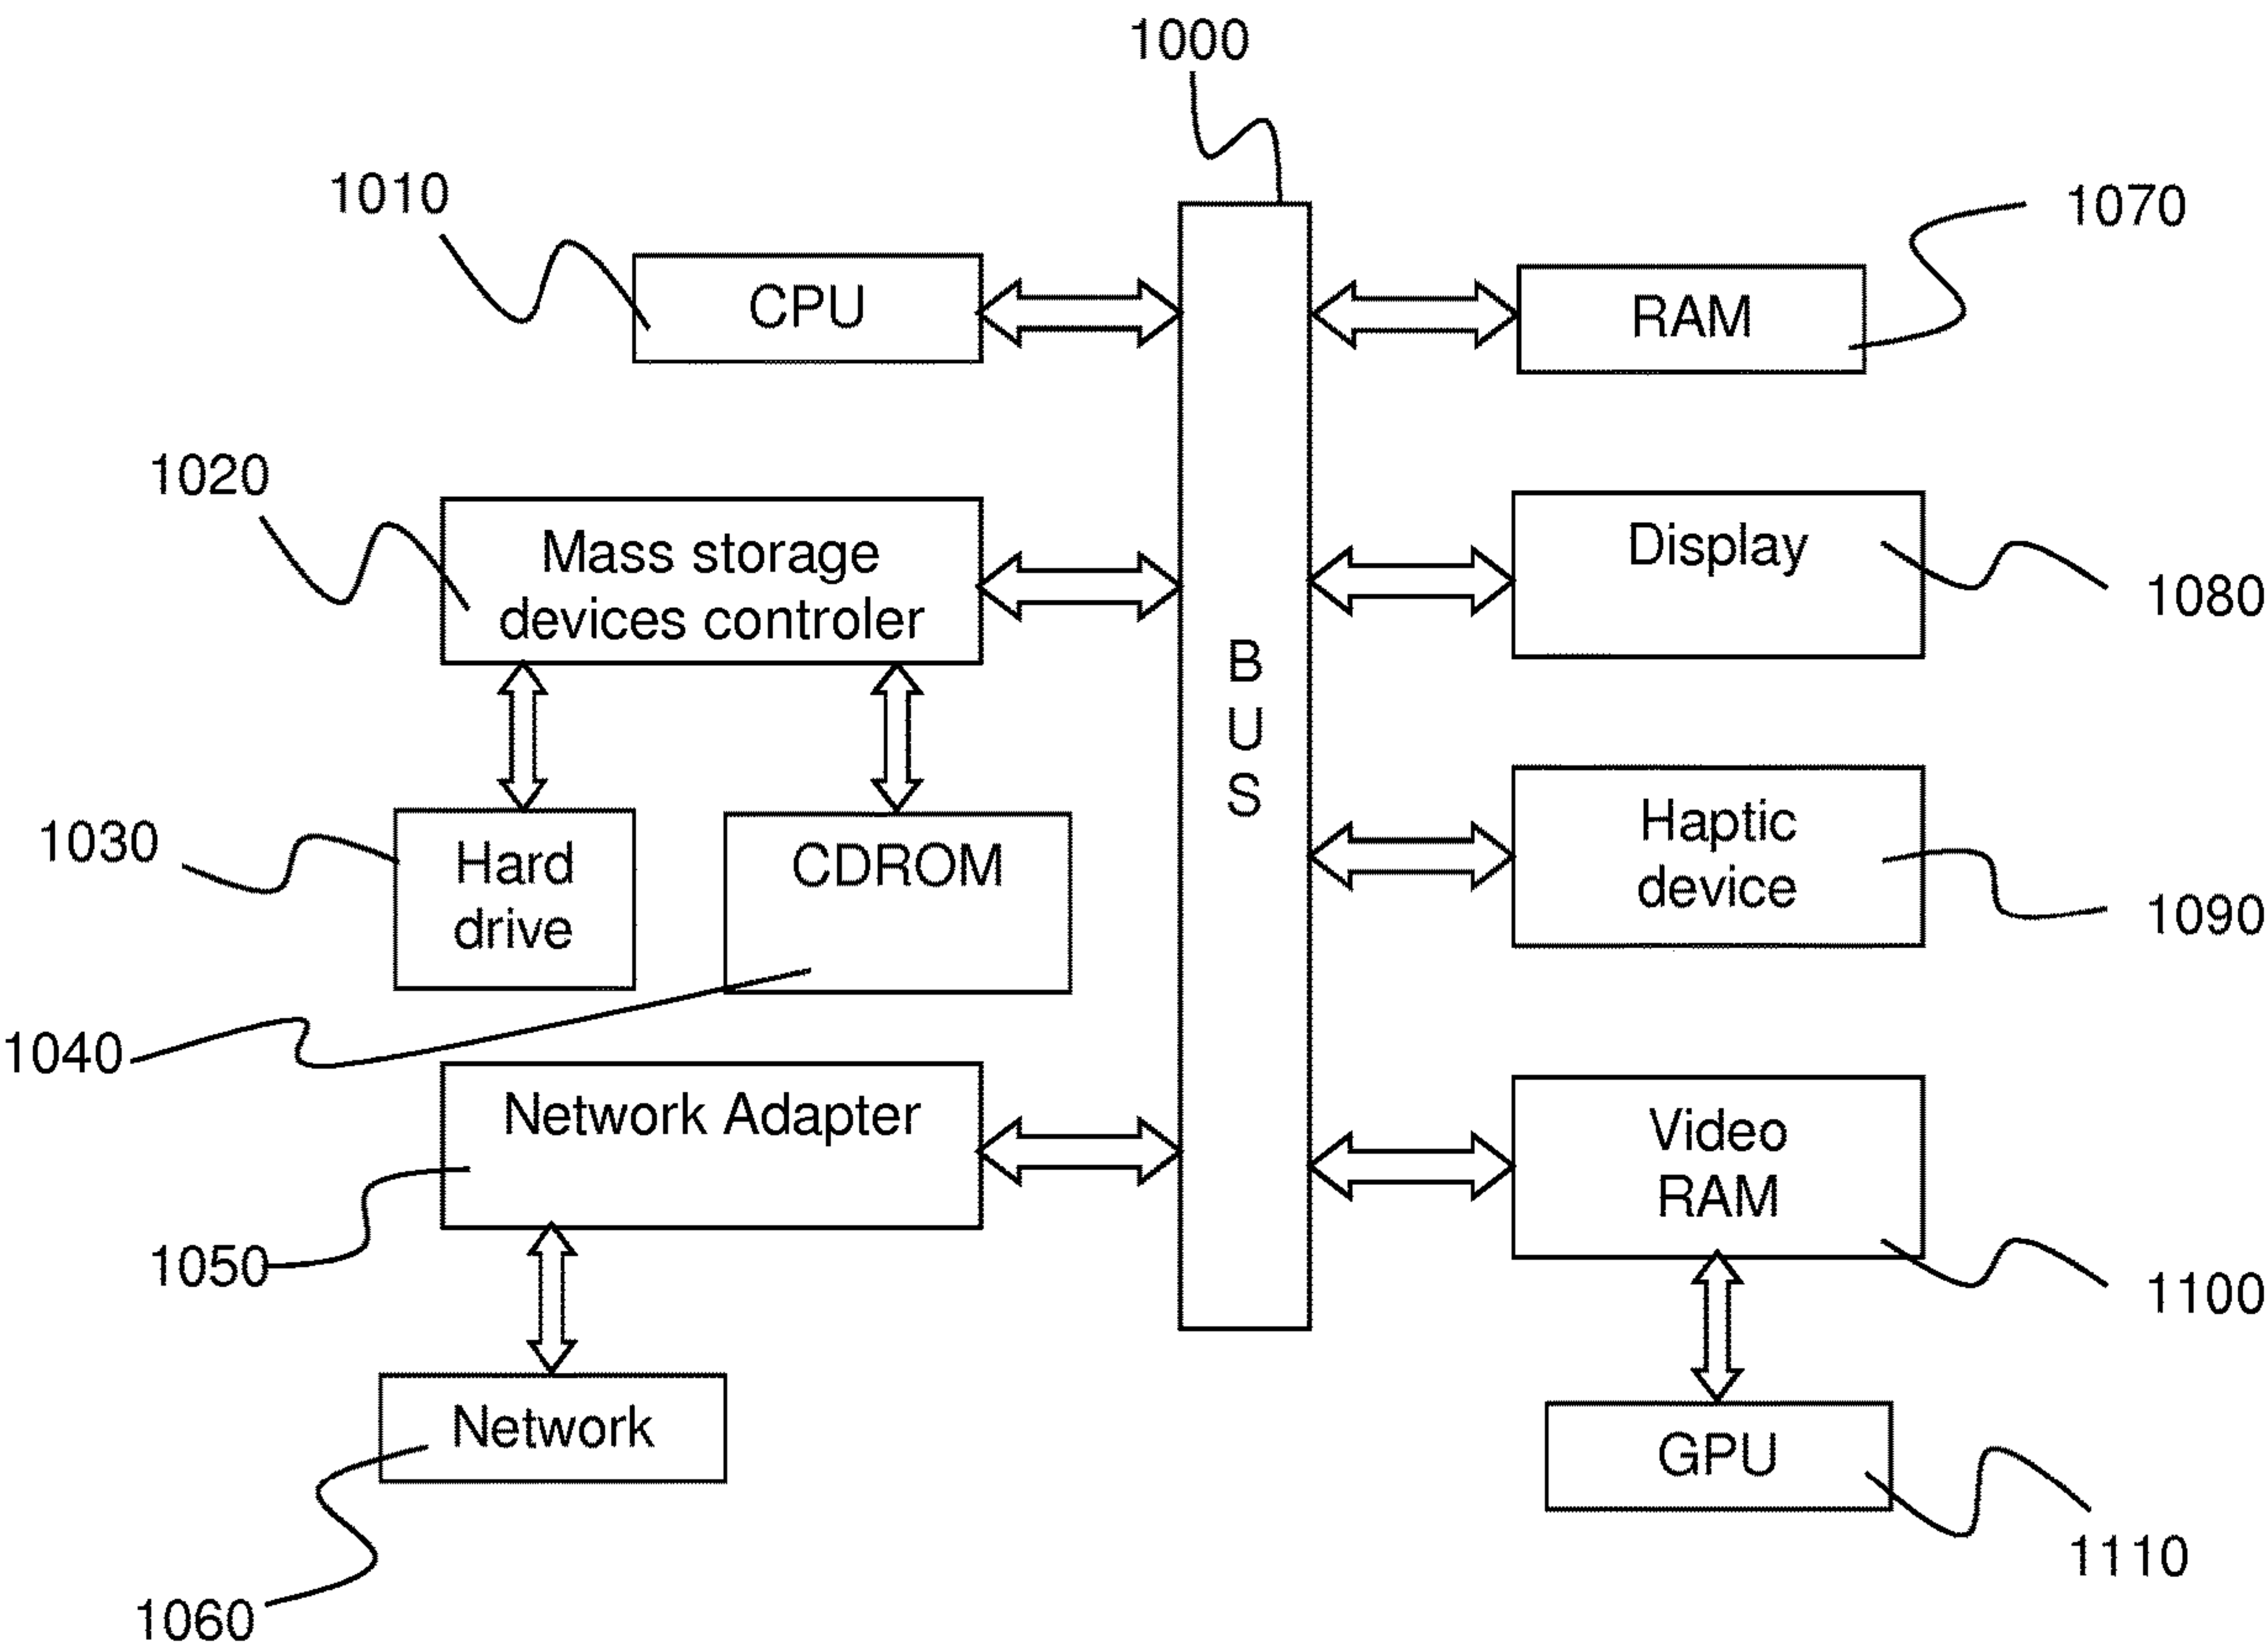 1000
1010
CPU
RAM
1070
1020
Mass storage
devices controler
Display
1080
B
U
S
1030
Hard
drive
CDROM
Haptic
device
1090
1040
Network Adapter
1050
Video
RAM
1100
Network
1060
GPU
1110